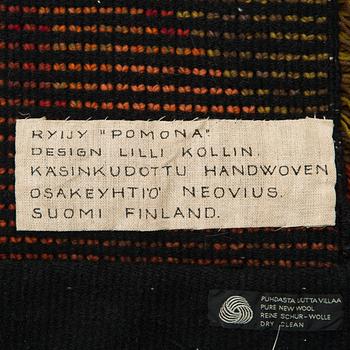 RYIJY "POMONA".
DESIGN LILLI KOLLIN.
KÄSINKUDOTTU HANDWOVEN
OSAKEYHTIÖ NEOVIUS.
SUOMI FINLAND.
PUHDASTA UUTTA VILLAA
PURE NEW WOOL
REINE SCHUR-WOLLE
DRY CLEAN